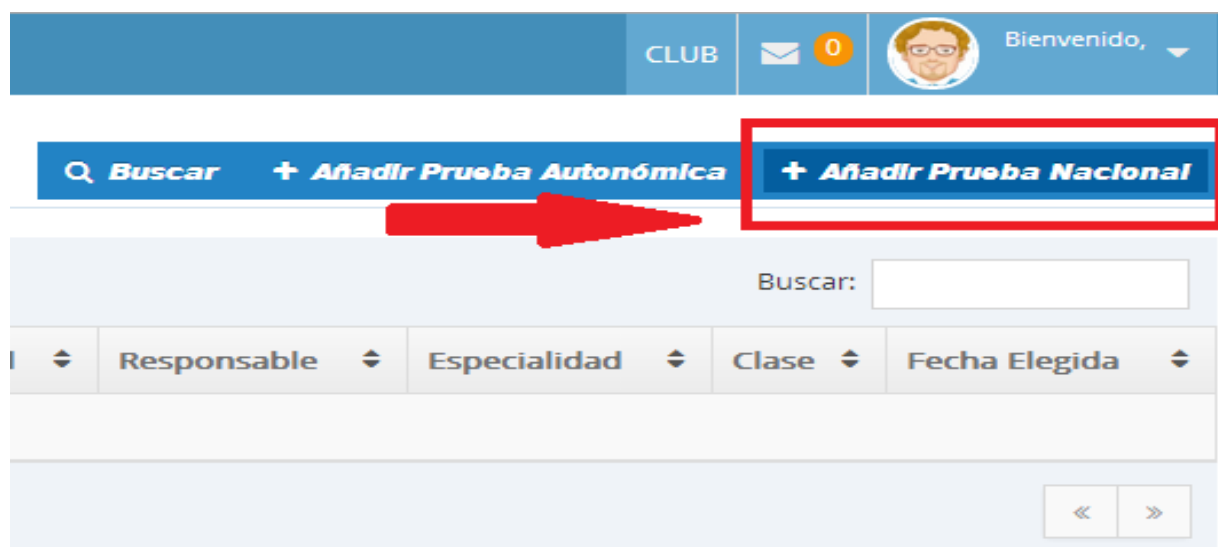 CLUB 0 Bienvenido,
Buscar + Añadir Prueba Autonómica + Añadir Prueba Nacional
Buscar:
Responsable Especialidad Clase Fecha Elegida
« »